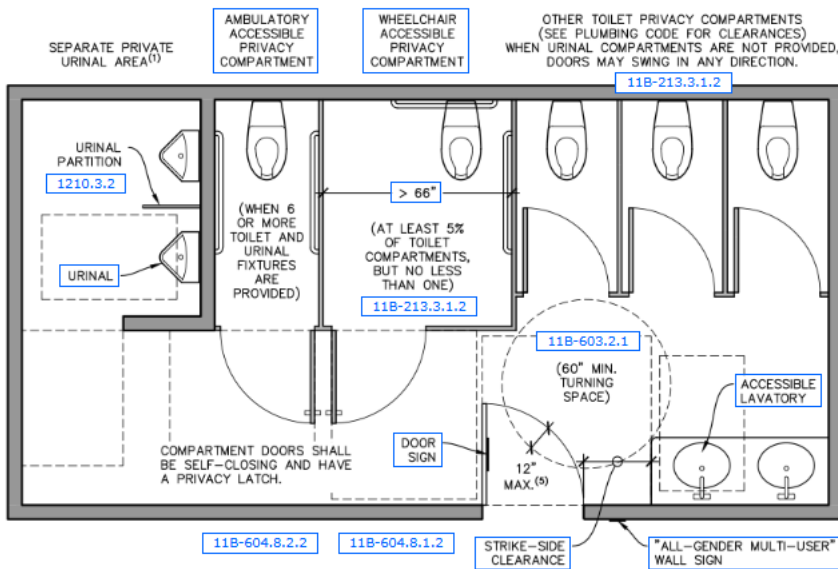 SEPARATE PRIVATE
URINAL AREA(1)
AMBULATORY
ACCESSIBLE
PRIVACY
COMPARTMENT
WHEELCHAIR
ACCESSIBLE
PRIVACY
COMPARTMENT
OTHER TOILET PRIVACY COMPARTMENTS
(SEE PLUMBING CODE FOR CLEARANCES)
WHEN URINAL COMPARTMENTS ARE NOT PROVIDED,
DOORS MAY SWING IN ANY DIRECTION.
11B-213.3.1.2
URINAL
PARTITION
1210.3.2
URINAL
(WHEN 6
OR MORE
TOILET AND
URINAL
FIXTURES
ARE
PROVIDED)
> 66"
(AT LEAST 5%
OF TOILET
COMPARTMENTS,
BUT NO LESS
THAN ONE)
11B-213.3.1.2
11B-603.2.1
(60" MIN.
TURNING
SPACE)
ACCESSIBLE
LAVATORY
COMPARTMENT DOORS SHALL
BE SELF-CLOSING AND HAVE
A PRIVACY LATCH.
DOOR
SIGN
12"
MAX.(5)
11B-604.8.2.2
11B-604.8.1.2
STRIKE-SIDE
CLEARANCE
"ALL-GENDER MULTI-USER"
WALL SIGN